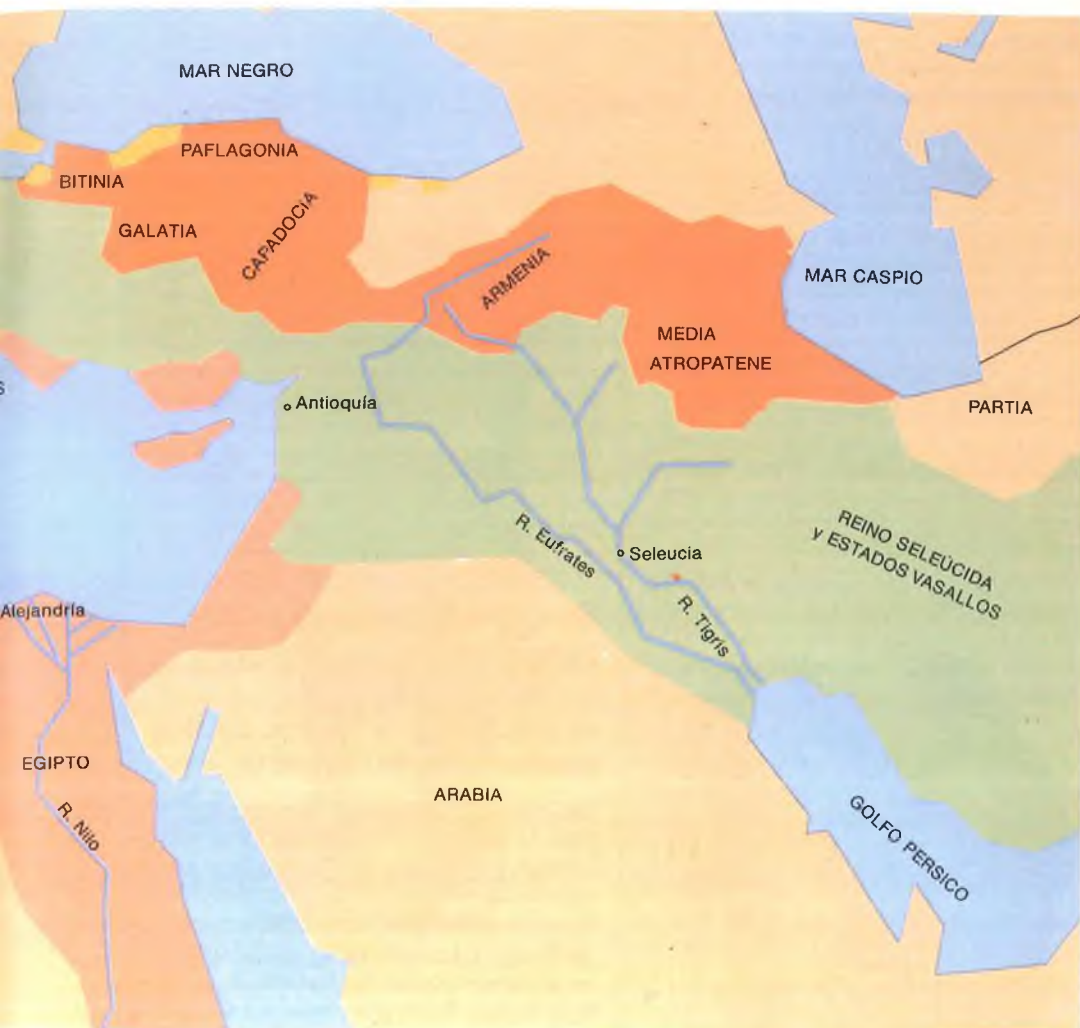 MAR NEGRO
PAFLAGONIA
BITINIA
GALATIA
CAPADOCIA
ARMENIA
MAR CASPIO
MEDIA
ATROPATENE
S
Antioquía
PARTIA
REINO SELEÚCIDA
y ESTADOS VASALLOS
R. Eufrates
Seleucia
R. Tigris
Alejandría
EGIPTO
R. Nilo
ARABIA
GOLFO PERSICO